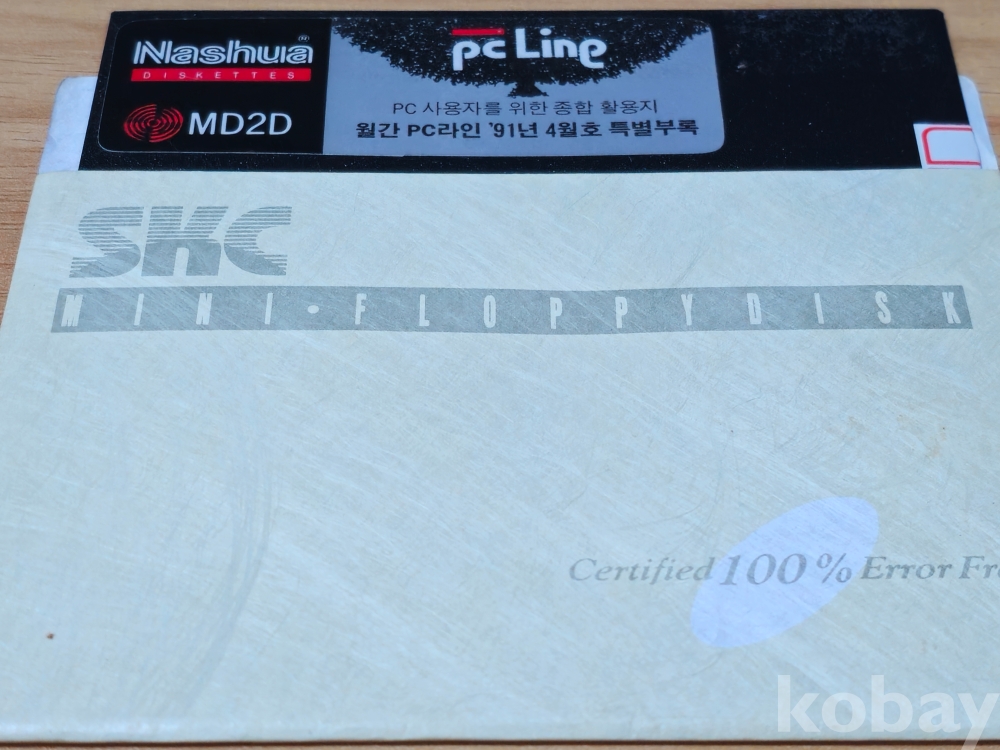 Nashua®
DISKETTES
MD2D
pc Line
PC 사용자를 위한 종합 활용지
월간 PC라인 '91년 4월호 특별부록
SKC
MINI·FLOPPYDISK
Certified 100% Error Fre
kobay